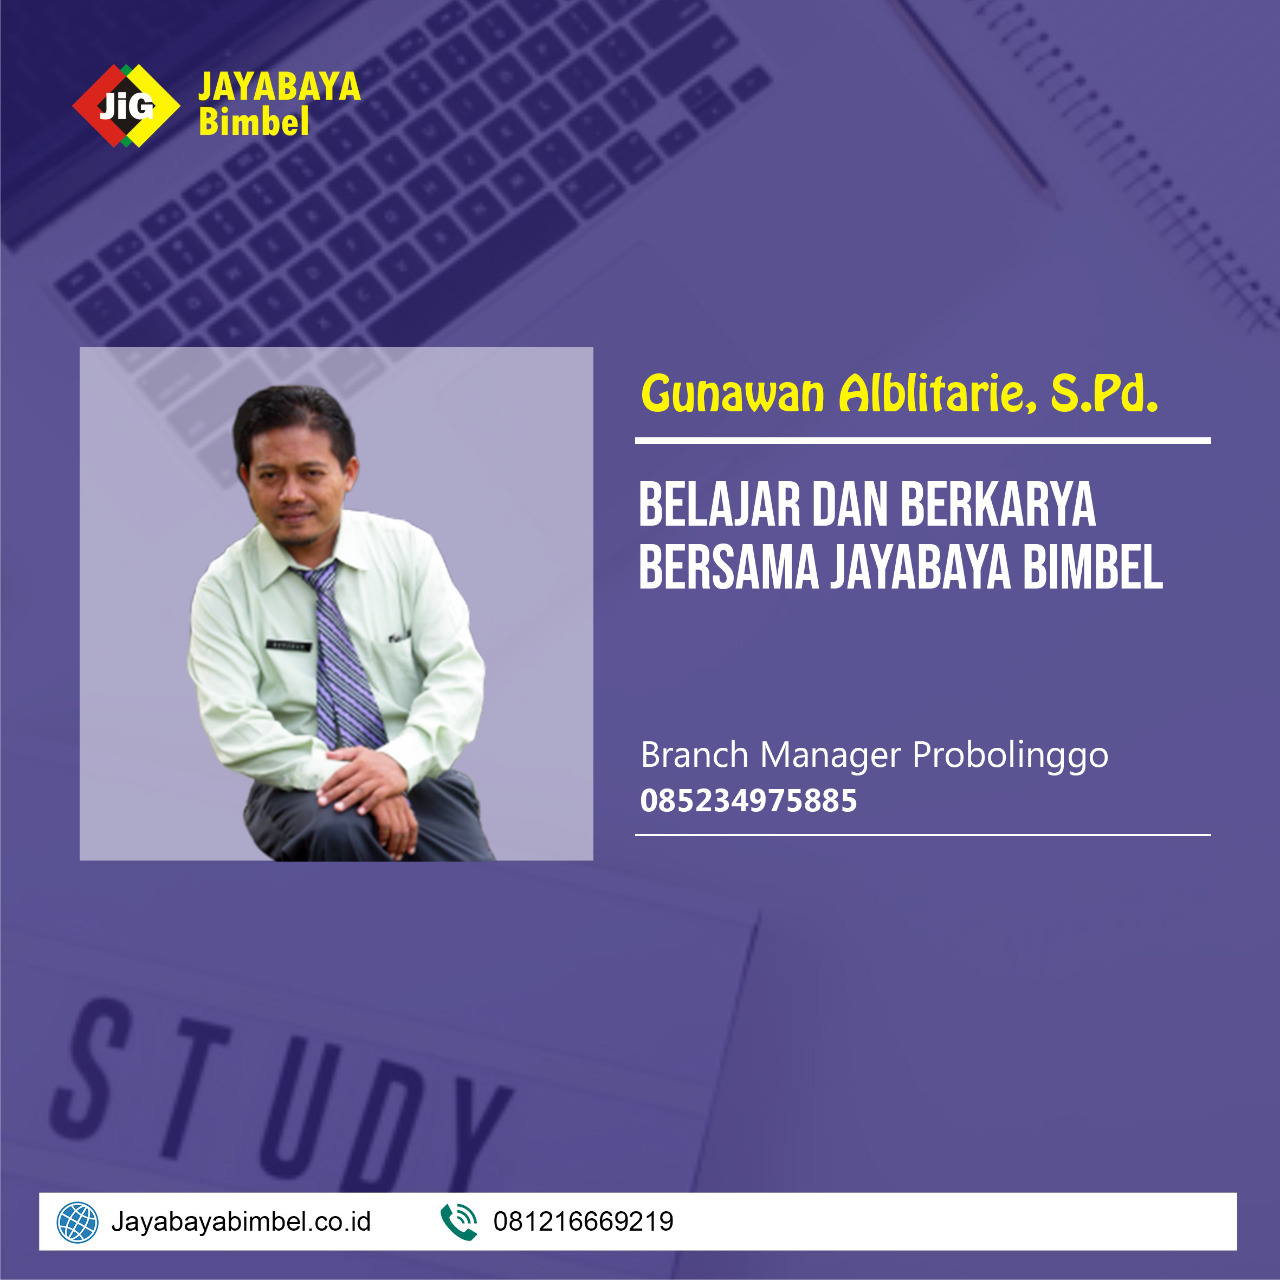 JiG
JAYABAYA
Bimbel
Gunawan Alblitarie, S.Pd.
BELAJAR DAN BERKARYA
BERSAMA JAYABAYA BIMBEL
Branch Manager Probolinggo
085234975885
STUDY
Jayabayabimbel.co.id
081216669219